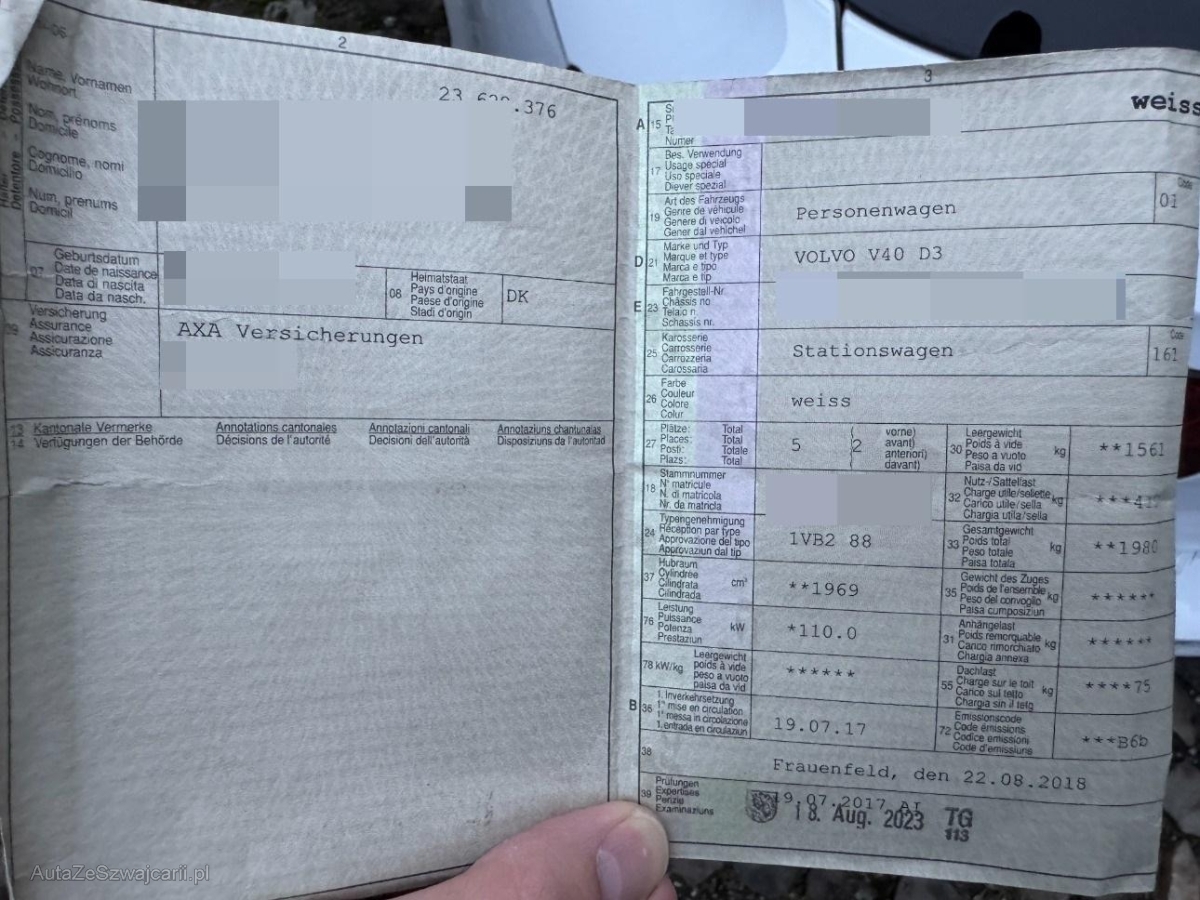 2
23 6
.376
Name, Vornamen
Wohnort
Nom, prénoms
Domicile
Cognome, nomi
Domicilio
Num, prenums
Domicil
07
Geburtsdatum
Date de naissance
Data di nascita
Data da nasch.
08
Heimatstaat
Pays d'origine
Paese d'origine
Stadi d'origin
DK
09
Versicherung
Assurance
Assicurazione
Assicuranza
AXA Versicherungen
13 Kantonale Vermerke
14 Verfügungen der Behörde
Annotations cantonales
Décisions de l'autorité
Annotazioni cantonali
Decisioni dell'autorità
Annotaziuns chantunalas
Disposiziuns da l'autoritad
3
A 15
Numer
weiss
17
Bes. Verwendung
Usage spécial
Uso speciale
Diever spezial
19
Art des Fahrzeugs
Genre de véhicule
Genere di veicolo
Gener dal vehichel
Personenwagen
Code
01
D 21
Marke und Typ
Marque et type
Marca e tipo
Marca e tip
VOLVO V40 D3
E 23
Fahrgestell-Nr.
Châssis no
Telaio n.
Schassis nr.
25
Karosserie
Carrosserie
Carrozzeria
Carossaria
Stationswagen
Code
161
26
Farbe
Couleur
Colore
Colur
weiss
27
Plätze: Total
Places: Total
Posti: Totale
Plazs: Total
5
2
vorne)
avant)
anteriori)
davant)
30
Leergewicht
Poids à vide
Peso a vuoto
Paisa da vid
kg
**1561
18
Stammnummer
N° matricule
N. di matricola
Nr. da matricla
32
Nutz-/Sattellast
Charge utile/sellette
Carico utile/sella
Chargia utila/sella
kg
24
Typengenehmigung
Réception par type
Approvazione del tipo
Approvaziun dal tip
1VB2 88
33
Gesamtgewicht
Poids total
Peso totale
Paisa totala
kg
**1980
37
Hubraum
Cylindrée
Cilindrata
Cilindrada
cm³
**1969
35
Gewicht des Zuges
Poids de l'ensemble
Peso del convoglio
Paisa cumposiziun
kg
******
76
Leistung
Puissance
Potenza
Prestaziun
kW
*110.0
31
Anhängelast
Poids remorquable
Carico rimorchiato
Chargia annexa
kg
******
78 kW/kg
Leergewicht
poids à vide
peso a vuoto
paisa da vid
******
55
Dachlast
Charge sur le toit
Carico sul tetto
Chargia sin il tetg
kg
****75
B 36
1. Inverkehrsetzung
1re mise en circulation
1a messa in circolazione
1. entrada en circulaziun
19.07.17
72
Emissionscode
Code émissions
Codice emissioni
Code d'emissiuns
***B6b
38
Frauenfeld, den 22.08.2018
39
Prüfungen
Expertises
Perizie
Examinaziuns
19.07.2017 Ar
18. Aug. 2023 TG
113
AutaZeSzwajcarii.pl